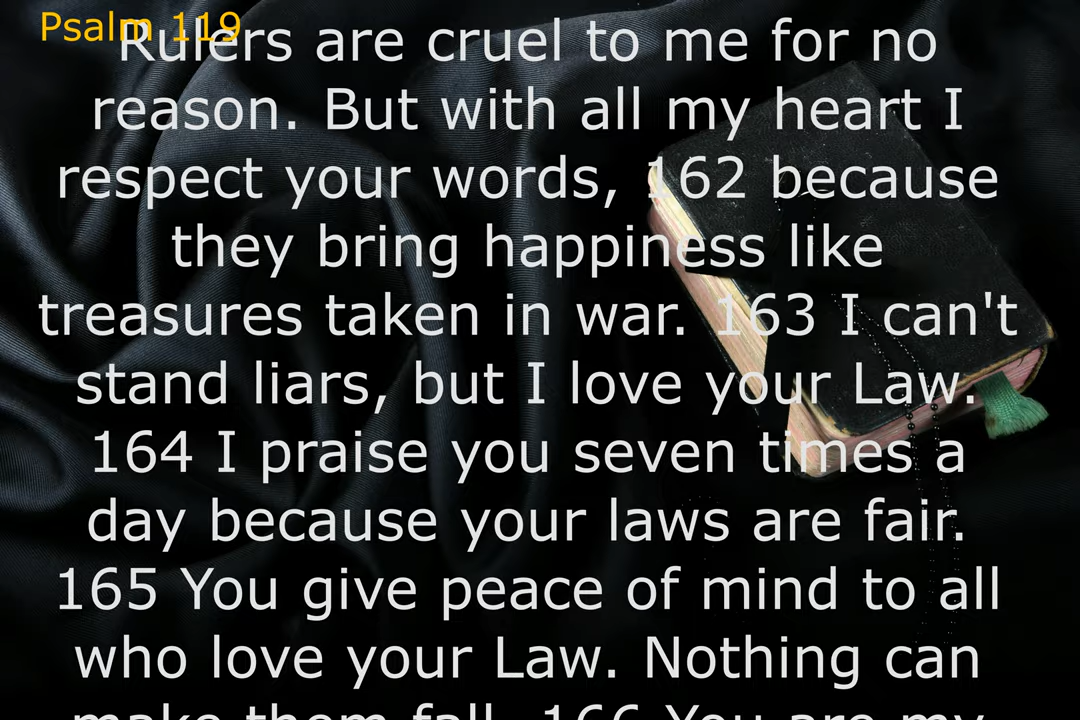 Psalm 119
Rulers are cruel to me for no
reason. But with all my heart I
respect your words, 162 because
they bring happiness like
treasures taken in war. 163 I can't
stand liars, but I love your Law.
164 I praise you seven times a
day because your laws are fair.
165 You give peace of mind to all
who love your Law. Nothing can
make them fall. 166 You are my